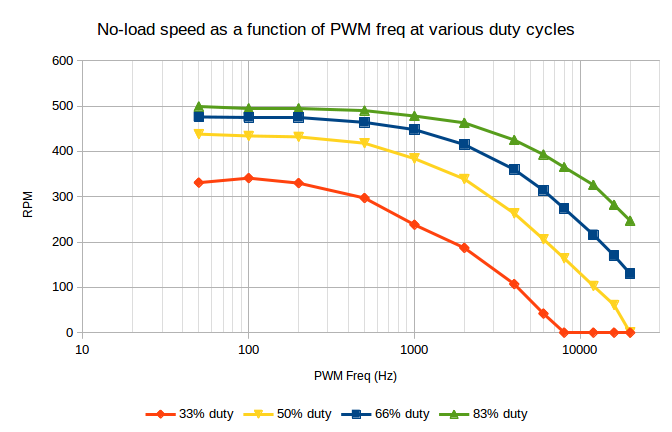 No-load speed as a function of PWM freq at various duty cycles
600
500
400
300
200
100
0
RPM
10 100 1000 10000
PWM Freq (Hz)
33% duty 50% duty 66% duty 83% duty